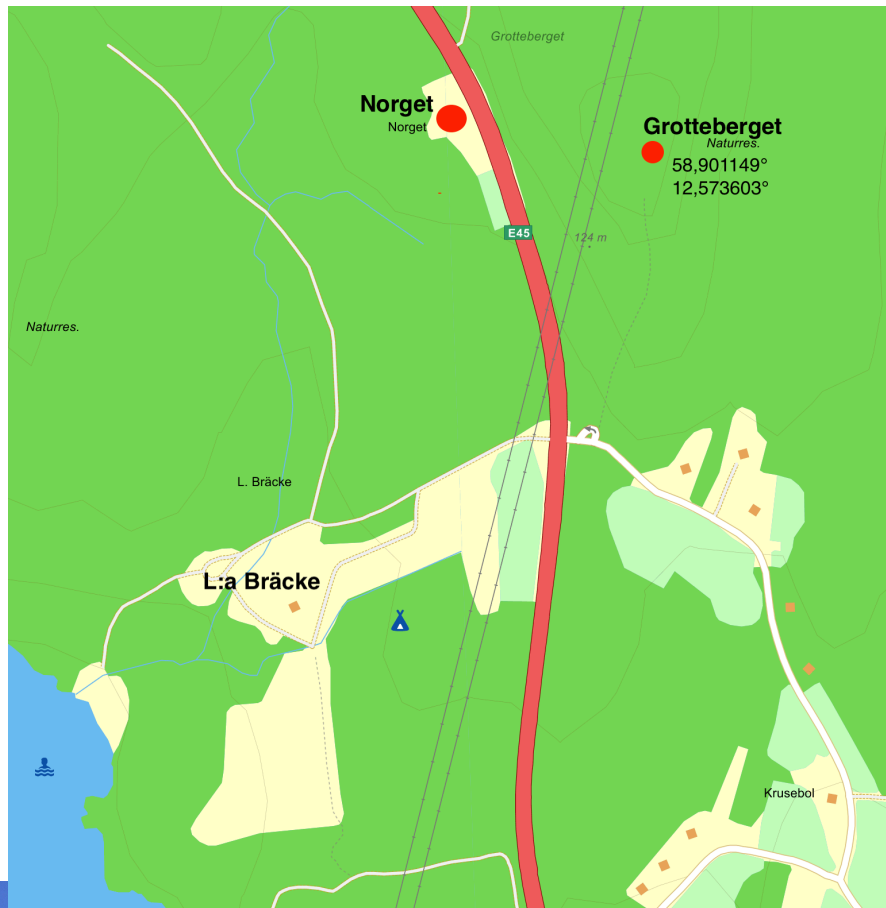 Grotteberget
Norget
Norget
Grotteberget
Naturres.
58,901149°
12,573603°
E45
124 m
Naturres.
L. Bräcke
L:a Bräcke
Krusebol